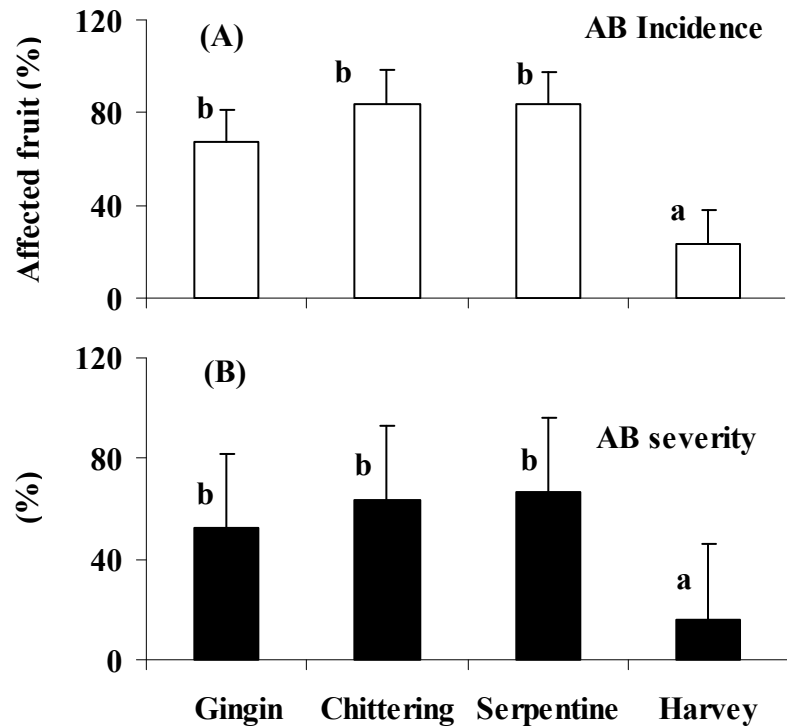 120
(A)
AB Incidence
Affected fruit (%)
80
40
0
b
b
b
a
120
(B)
AB severity
(%)
80
40
0
b
b
b
a
Gingin Chittering Serpentine Harvey